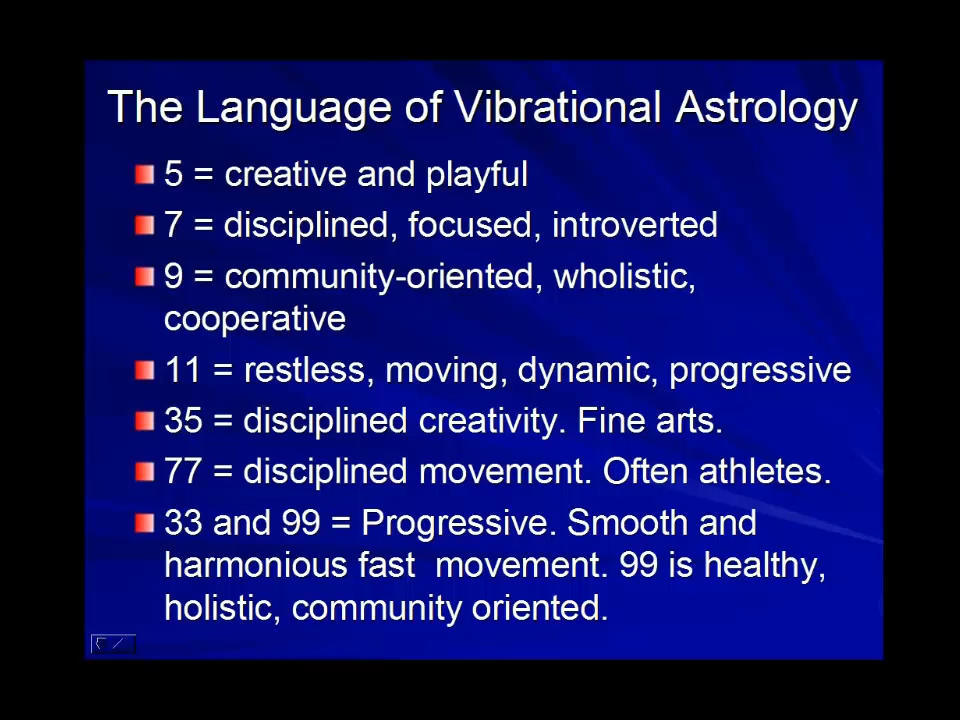 The Language of Vibrational Astrology
5 = creative and playful
7 = disciplined, focused, introverted
9 = community-oriented, wholistic,
cooperative
11 = restless, moving, dynamic, progressive
35 = disciplined creativity. Fine arts.
77 = disciplined movement. Often athletes.
33 and 99 = Progressive. Smooth and
harmonious fast  movement. 99 is healthy,
holistic, community oriented.